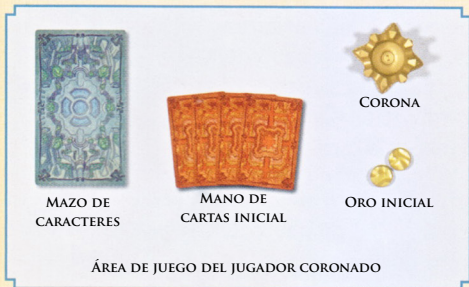 CORONA
MAZO DE
CARACTERES
MANO DE
CARTAS INICIAL
ORO INICIAL
ÁREA DE JUEGO DEL JUGADOR CORONADO